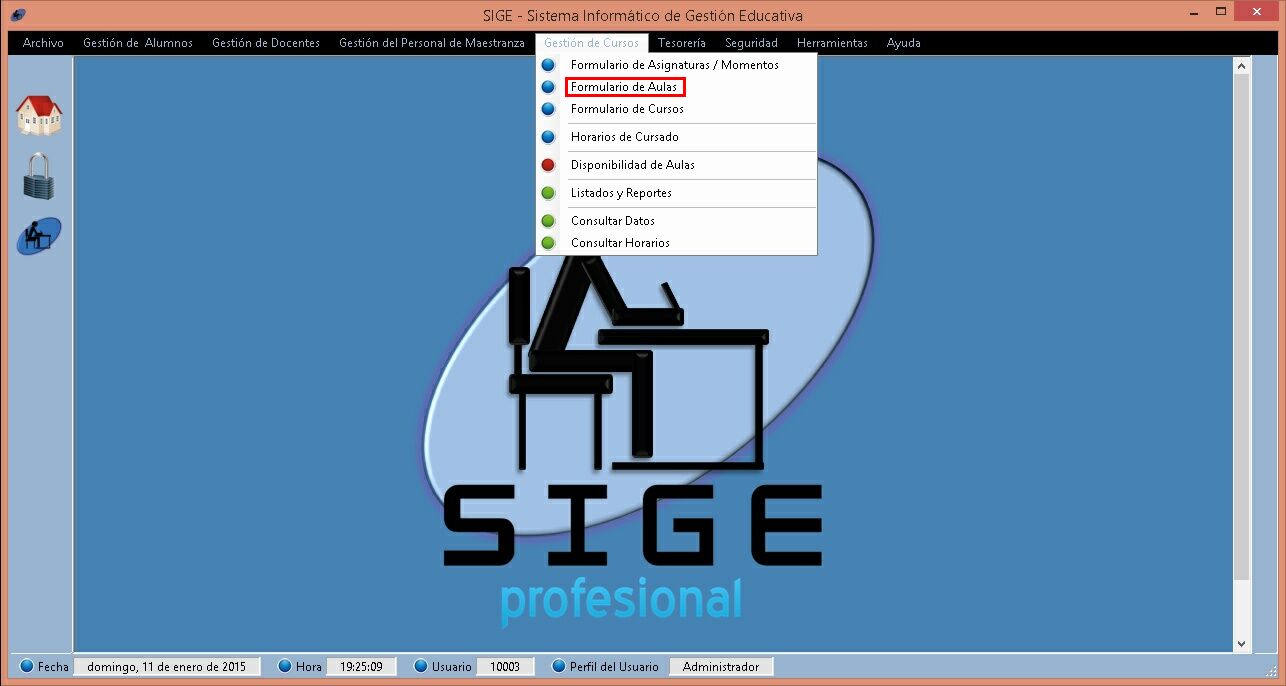 SIGE - Sistema Informático de Gestión Educativa
Archivo Gestión de Alumnos Gestión de Docentes Gestión del Personal de Maestranza Gestión de Cursos Tesorería Seguridad Herramientas Ayuda
Formulario de Asignaturas / Momentos
Formulario de Aulas
Formulario de Cursos
Horarios de Cursado
Disponibilidad de Aulas
Listados y Reportes
Consultar Datos
Consultar Horarios
SIGE
profesional
Fecha domingo, 11 de enero de 2015 Hora 19:25:09 Usuario 10003 Perfil del Usuario Administrador